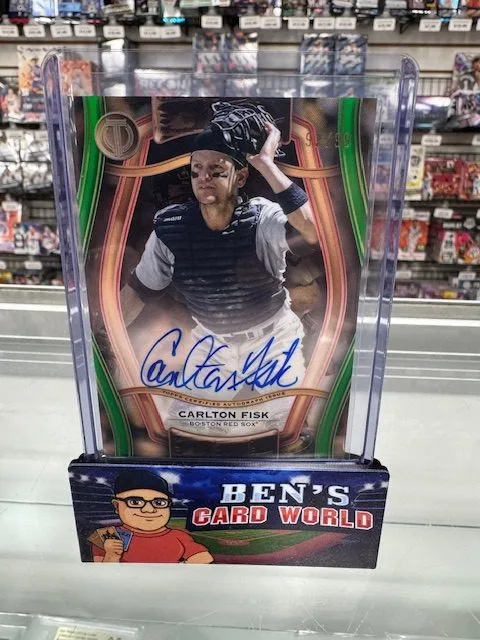 Carlton Fisk
TOPPS CERTIFIED AUTOGRAPH ISSUE
CARLTON FISK
BOSTON RED SOX
BEN'S
CARD WORLD